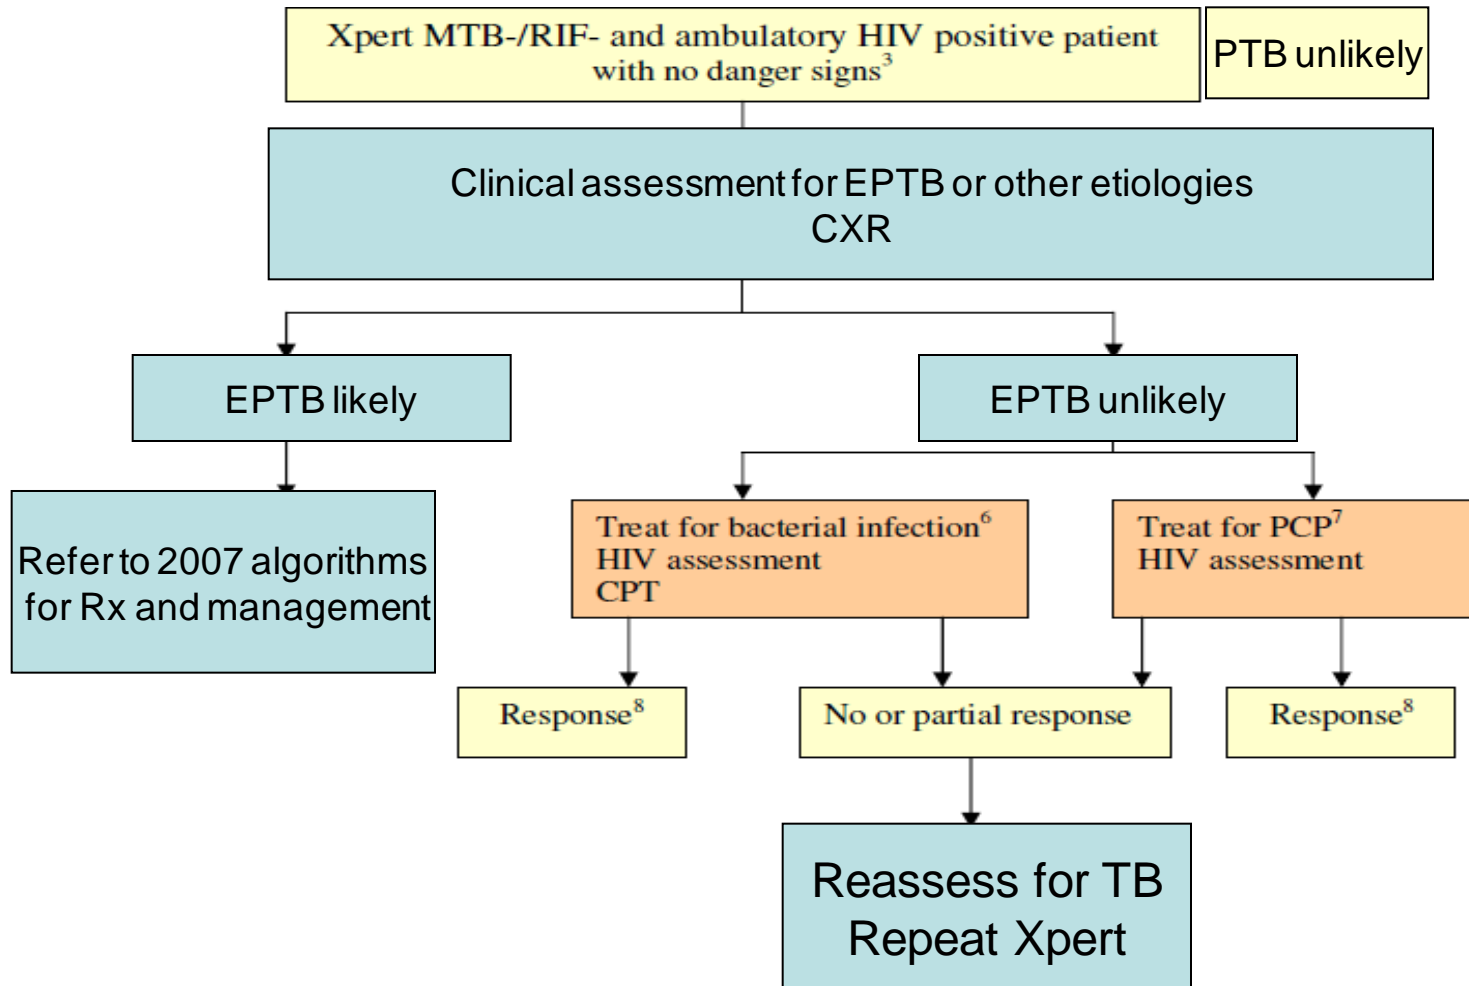 Xpert MTB-/RIF- and ambulatory HIV positive patient
with no danger signs³
PTB unlikely
Clinical assessment for EPTB or other etiologies
CXR
EPTB likely
EPTB unlikely
Refer to 2007 algorithms
for Rx and management
Treat for bacterial infection⁶
HIV assessment
CPT
Treat for PCP⁷
HIV assessment
Response⁸
No or partial response
Response⁸
Reassess for TB
Repeat Xpert